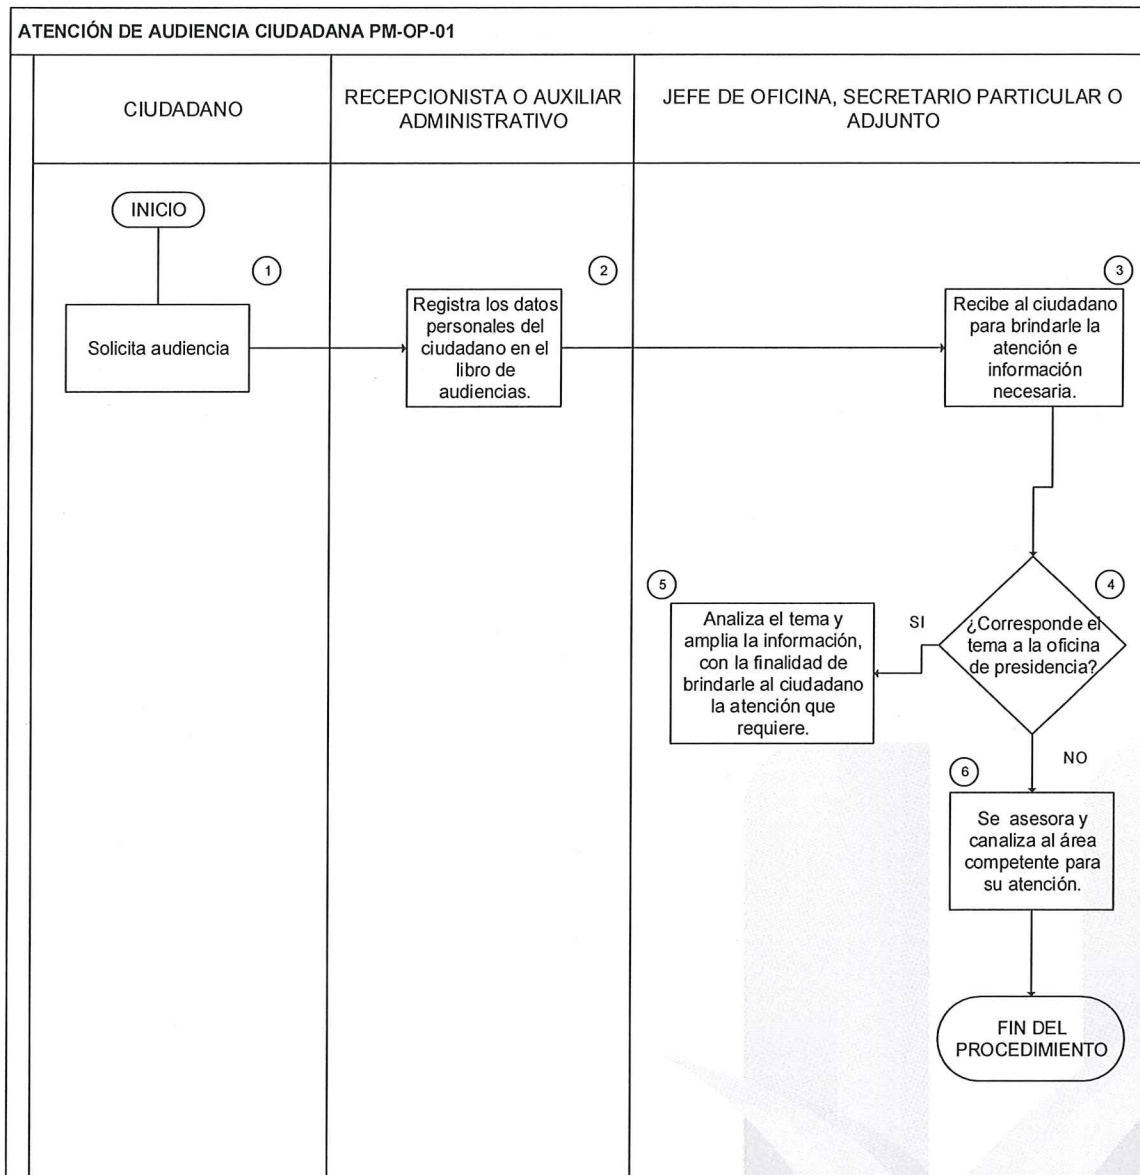 ATENCIÓN DE AUDIENCIA CIUDADANA PM-OP-01
CIUDADANO
RECEPCIONISTA O AUXILIAR
ADMINISTRATIVO
JEFE DE OFICINA, SECRETARIO PARTICULAR O
ADJUNTO
INICIO
1
Solicita audiencia
2
Registra los datos
personales del
ciudadano en el
libro de
audiencias.
3
Recibe al ciudadano
para brindarle la
atención e
información
necesaria.
4
¿Corresponde el
tema a la oficina
de presidencia?
SI
5
Analiza el tema y
amplia la información,
con la finalidad de
brindarle al ciudadano
la atención que
requiere.
NO
6
Se asesora y
canaliza al área
competente para
su atención.
FIN DEL
PROCEDIMIENTO